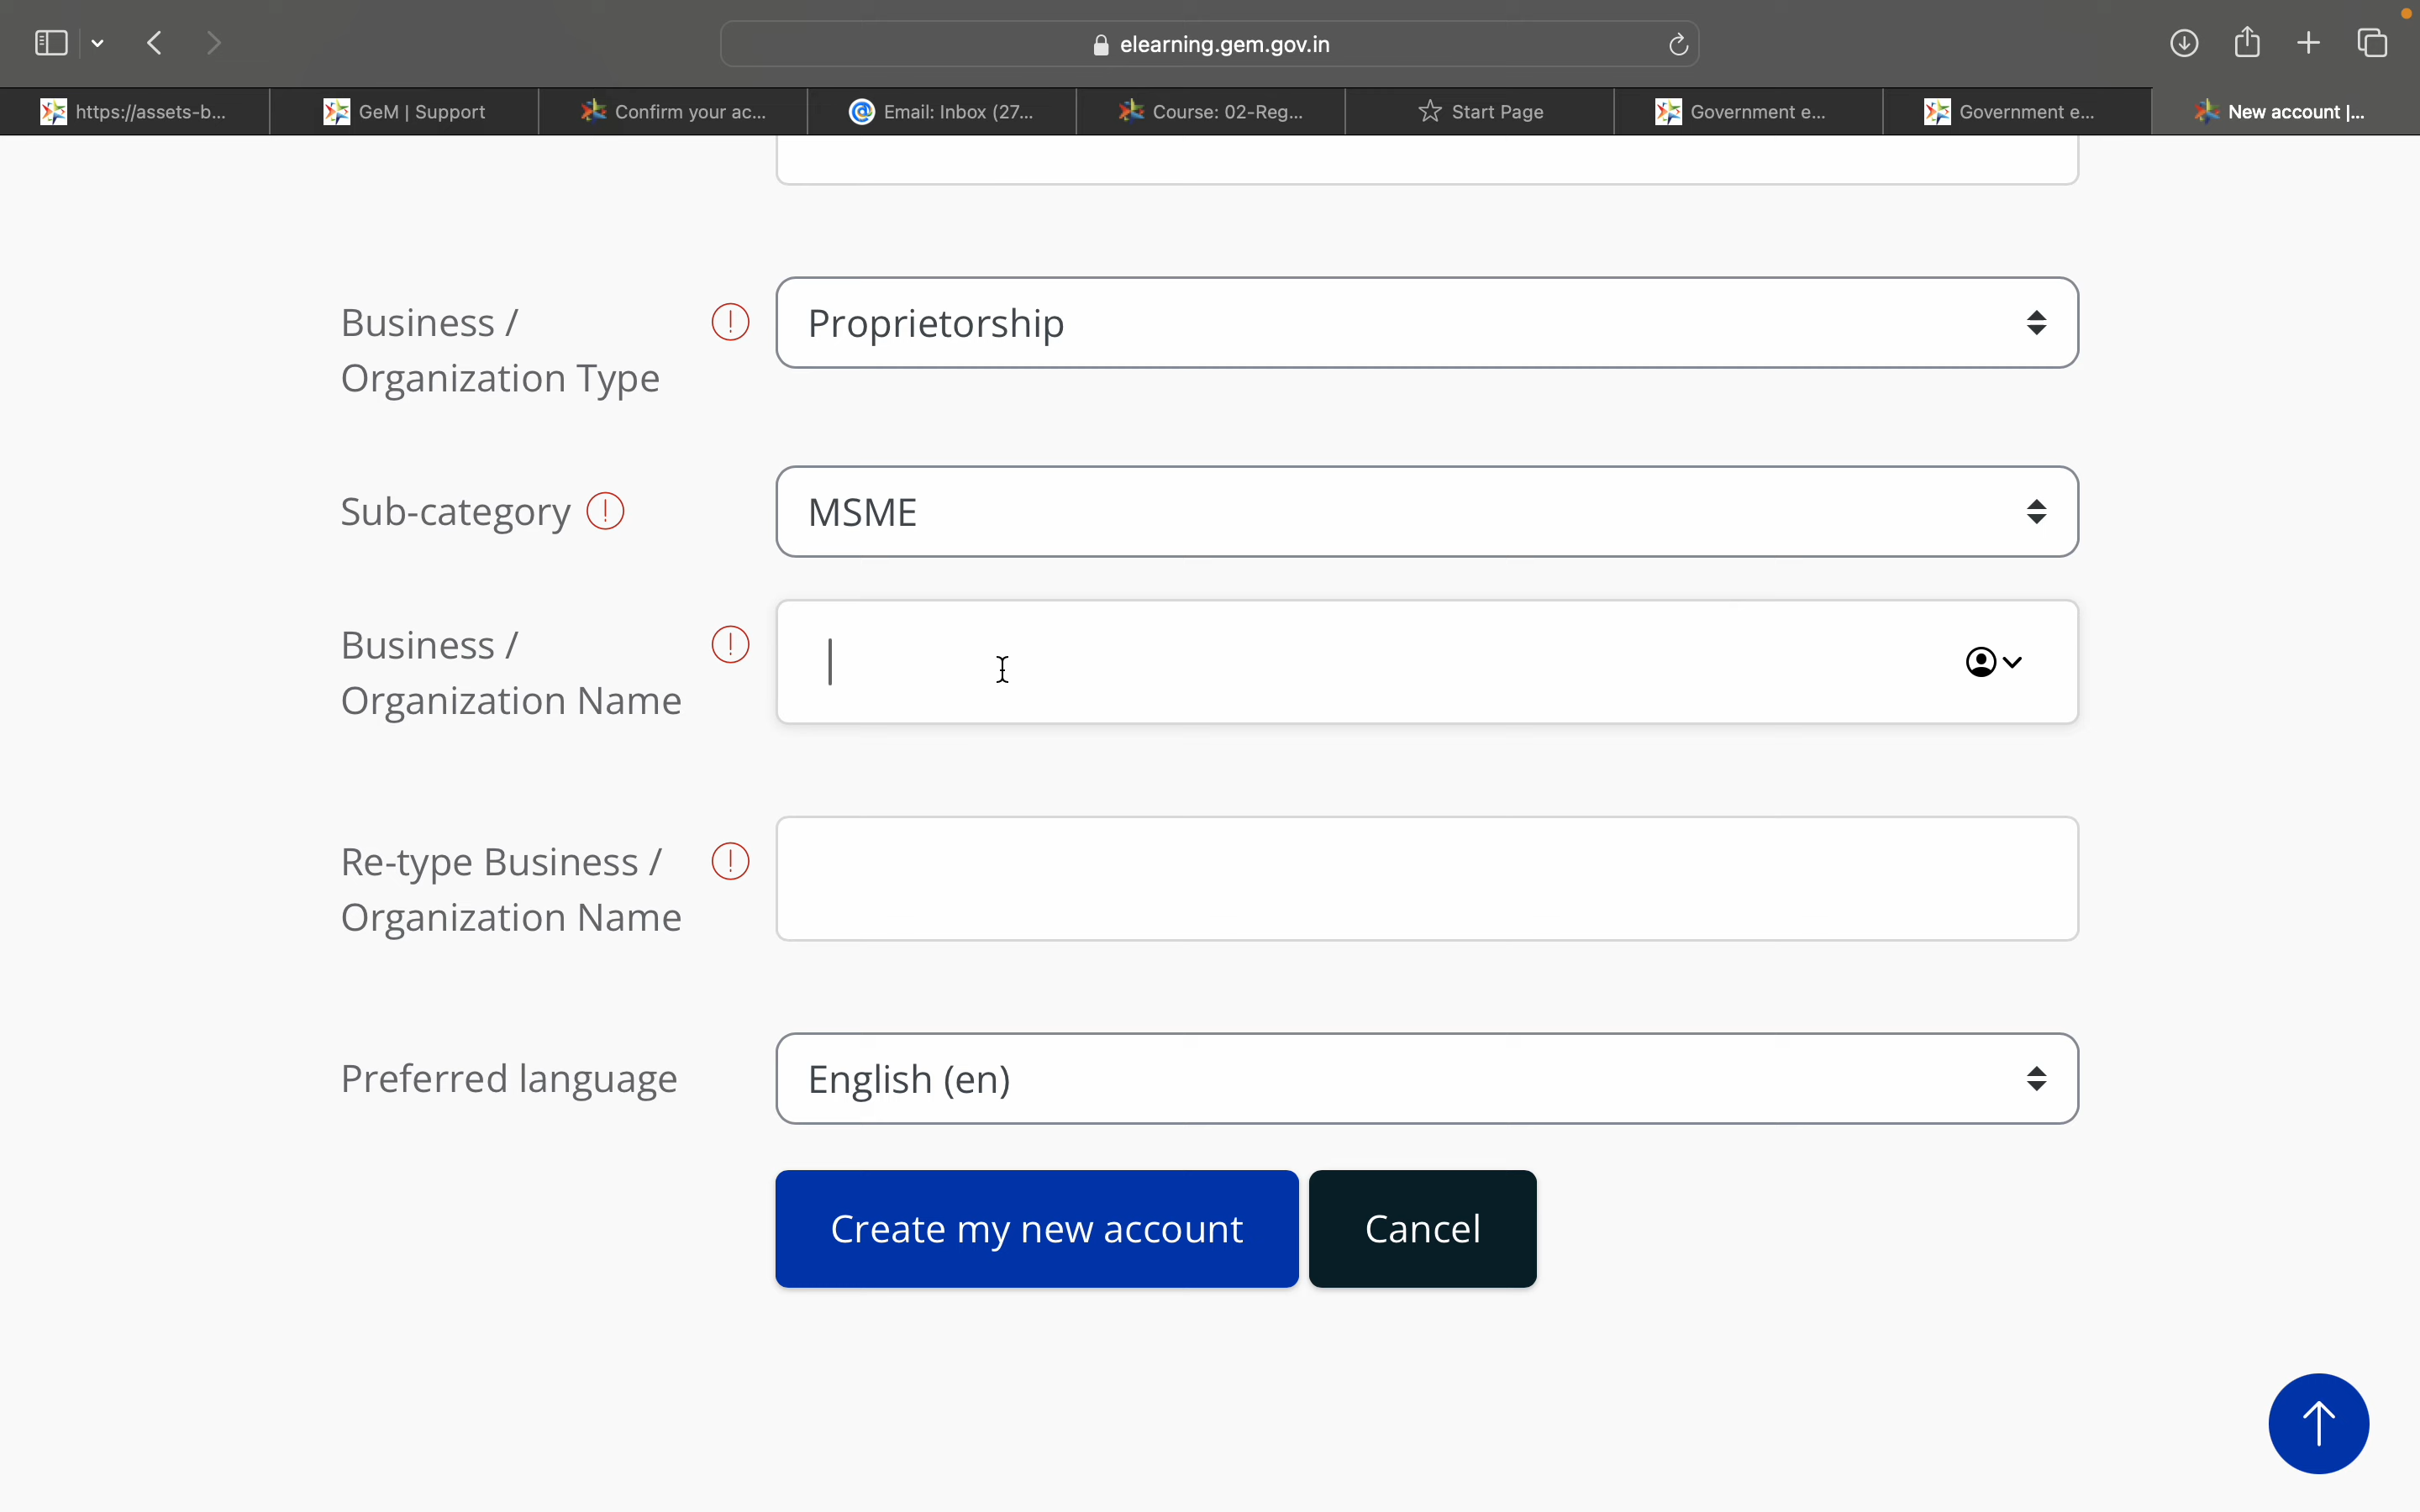 elearning.gem.gov.in
https://assets-b...
GeM | Support
Confirm your ac...
Email: Inbox (27...
Course: 02-Reg...
Start Page
Government e...
Government e...
New account |...
Business /
Organization Type
Proprietorship
Sub-category
MSME
Business /
Organization Name
Re-type Business /
Organization Name
Preferred language
English (en)
Create my new account
Cancel